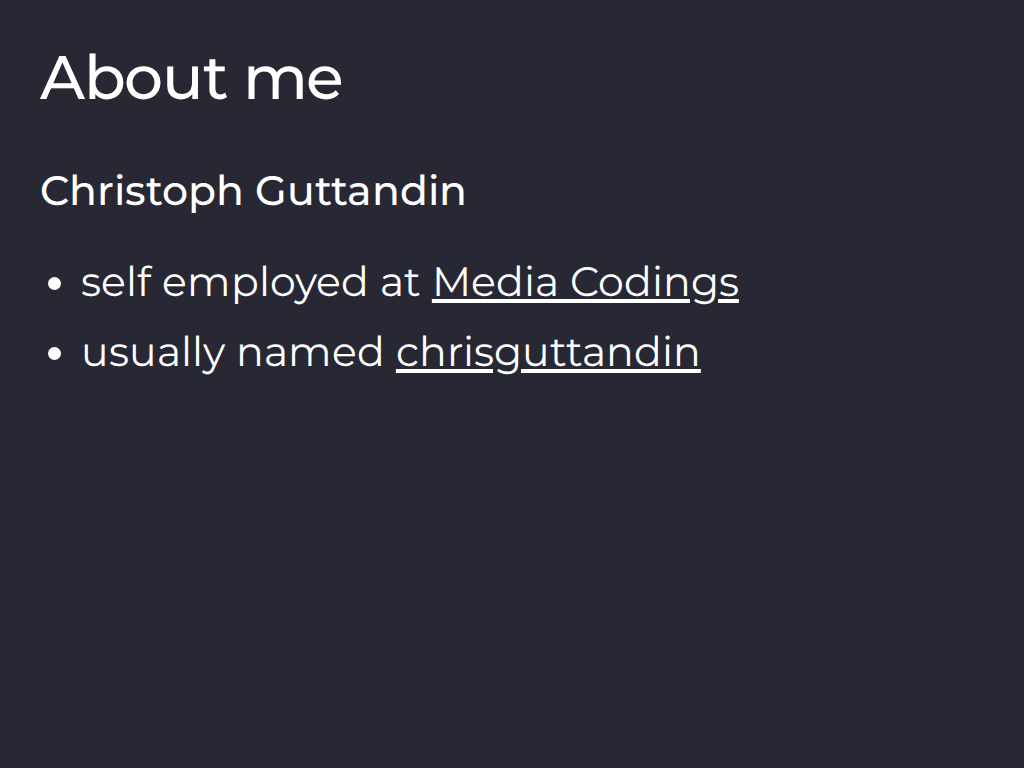 About me
Christoph Guttandin
• self employed at Media Codings
• usually named chrisguttandin